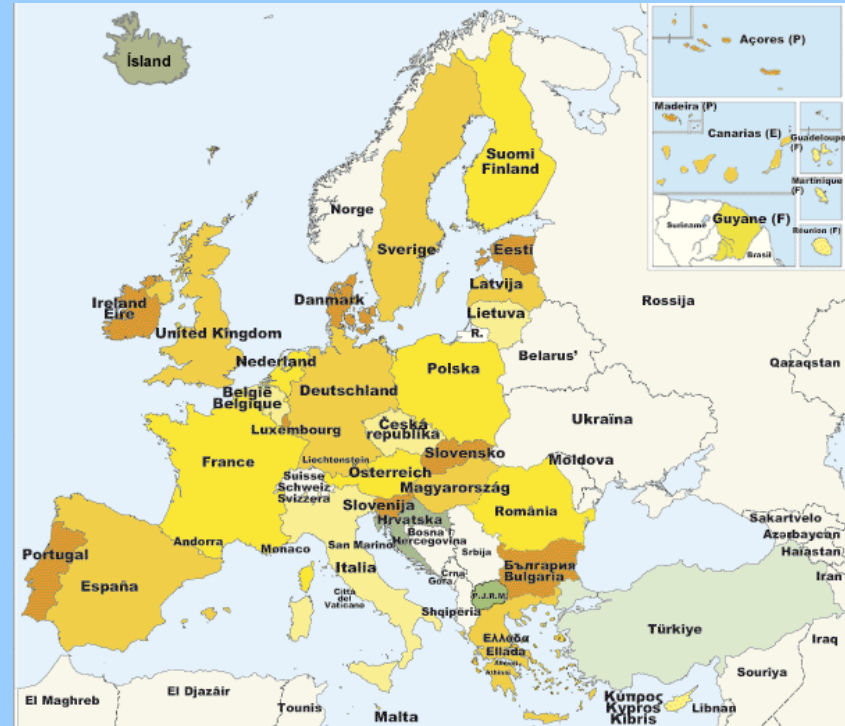 Ísland
Açores (P)
Madeira (P)
Canarias (E)
Guadeloupe
(F)
Martinique
(F)
Guyane (F)
Suriname
Brasil
Réunion (F)
Suomi
Finland
Norge
Sverige
Eesti
Latvija
Lietuva
R.
Rossija
Danmark
Ireland
Eire
United Kingdom
Nederland
België
Belgique
Deutschland
Polska
Belarus'
Qazaqstan
Luxembourg
Česká
republika
Ukraïna
Slovensko
Moldova
France
Liechtenstein
Österreich
Suisse
Schweiz
Svizzera
Magyarország
Slovenija
România
Hrvatska
Bosna i
Hercegovina
Sakartvelo
Azərbaycan
Haïastan
Andorra
Monaco
San Marino
Srbija
Portugal
España
Italia
Città
del
Vaticano
Crna
Gora
България
Bulgaria
Iran
F.J.R.M.
Shqipëria
Türkiye
Iraq
Ελλάδα
Ellada
Souriya
El Maghreb
El Djazâir
Tounis
Malta
Κύπρος
Kypros
Kibris
Libnan